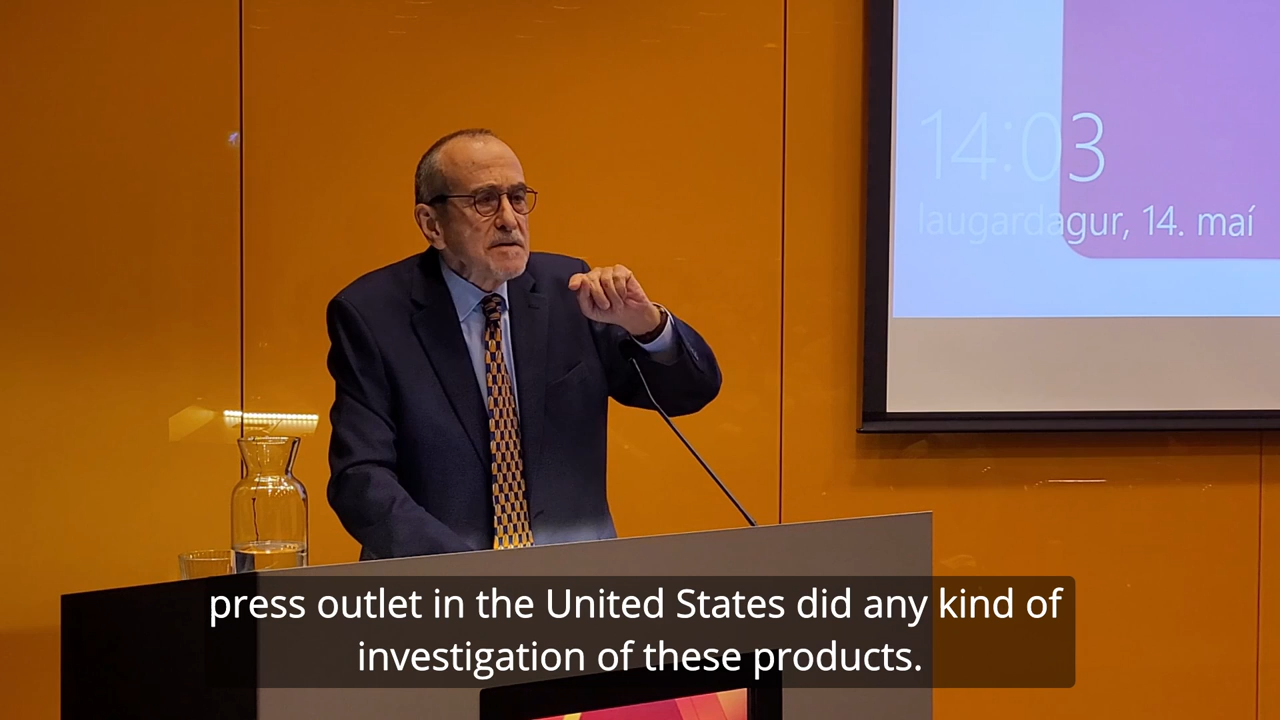 14:03
laugardagur, 14. maí
press outlet in the United States did any kind of
investigation of these products.